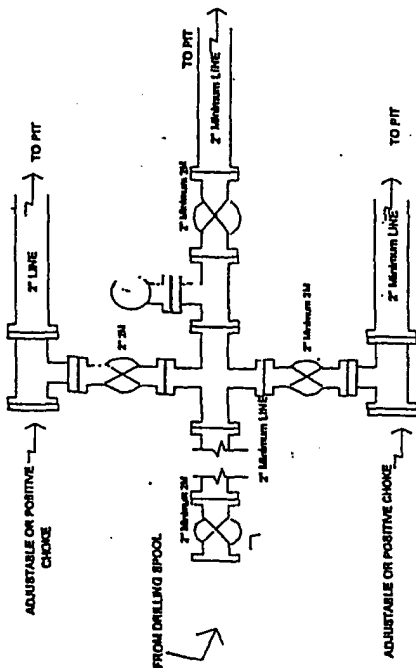 TO PIT
2" LINE
2" 2M
ADJUSTABLE OR POSITIVE
CHOKE
TO PIT
2" Minimum LINE
2" Minimum 2M
2" Minimum LINE
2" Minimum 2M
FROM DRILLING SPOOL
TO PIT
2" Minimum LINE
2" Minimum 2M
ADJUSTABLE OR POSITIVE CHOKE